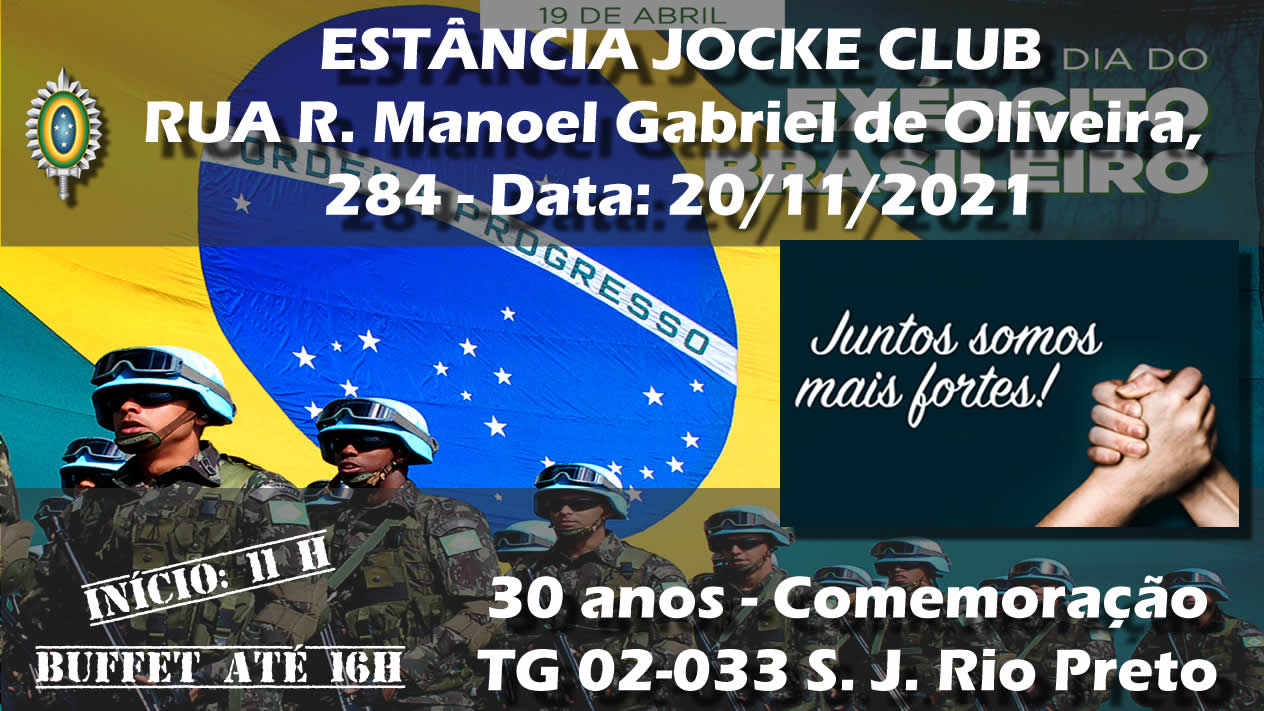 19 DE ABRIL
ESTÂNCIA JOCKE CLUB
DIA DO
EXÉRCITO
BRASILEIRO
RUA R. Manoel Gabriel de Oliveira,
284 - Data: 20/11/2021
ORDEM E PROGRESSO
Juntos somos
mais fortes!
INÍCIO: 11 H
BUFFET ATÉ 16H
30 anos - Comemoração
TG 02-033 S. J. Rio Preto